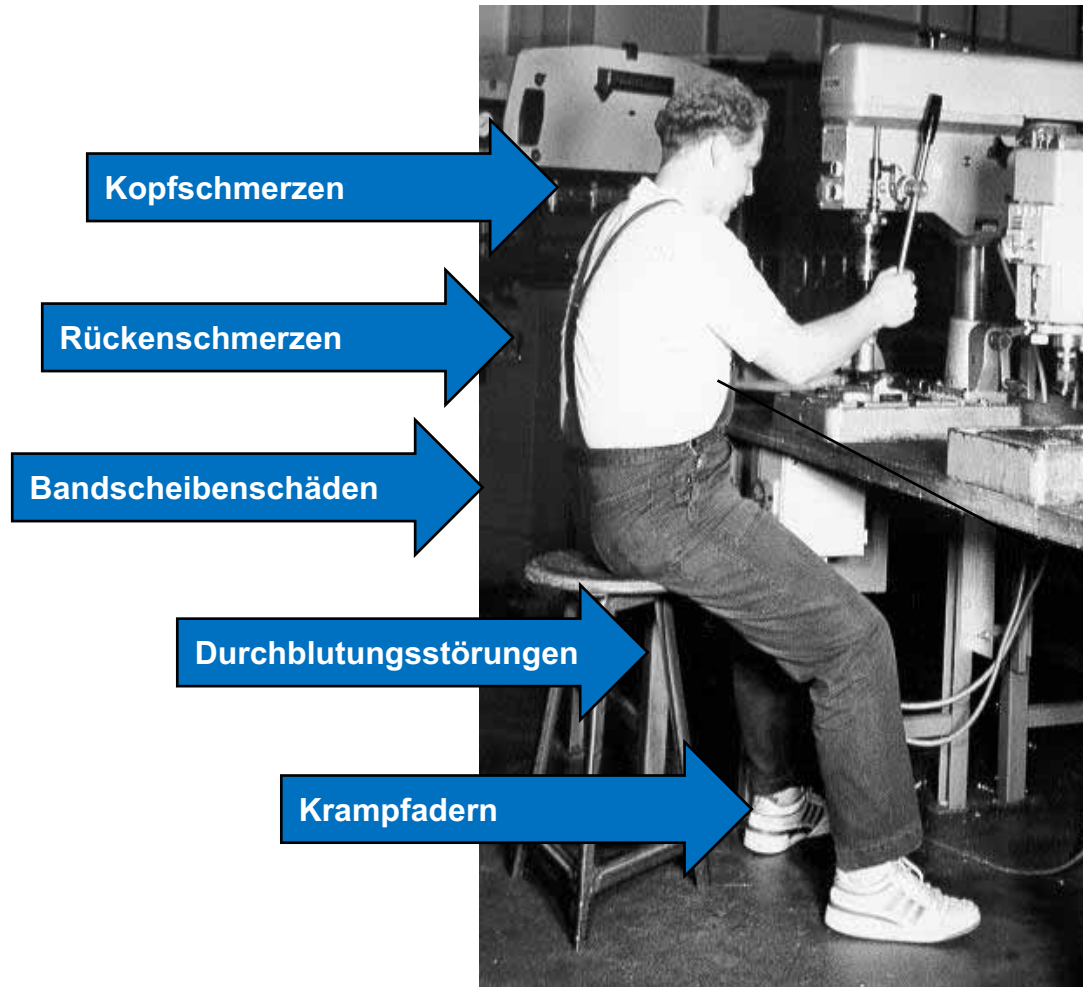 Kopfschmerzen
Rückenschmerzen
Bandscheibenschäden
Durchblutungsstörungen
Krampfadern